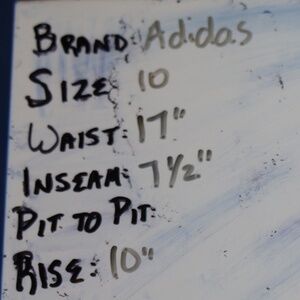 BRAND: Adidas
SIZE: 10
WAIST: 17"
INSEAM: 7 1/2"
PIT TO PIT:
RISE: 10"